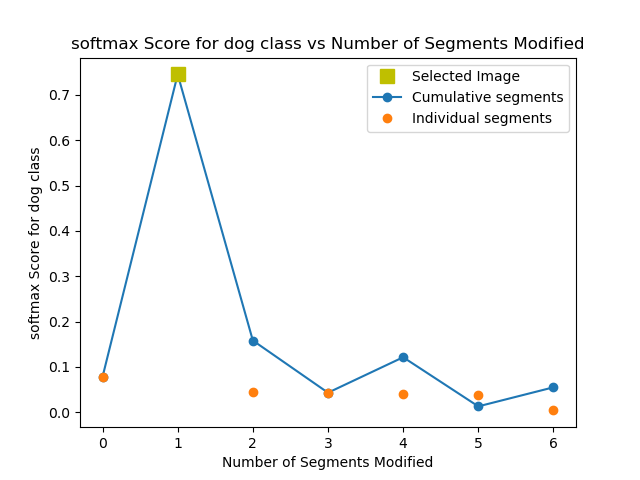 softmax Score for dog class vs Number of Segments Modified
Selected Image
Cumulative segments
Individual segments
softmax Score for dog class
0.7
0.6
0.5
0.4
0.3
0.2
0.1
0.0
0 1 2 3 4 5 6
Number of Segments Modified